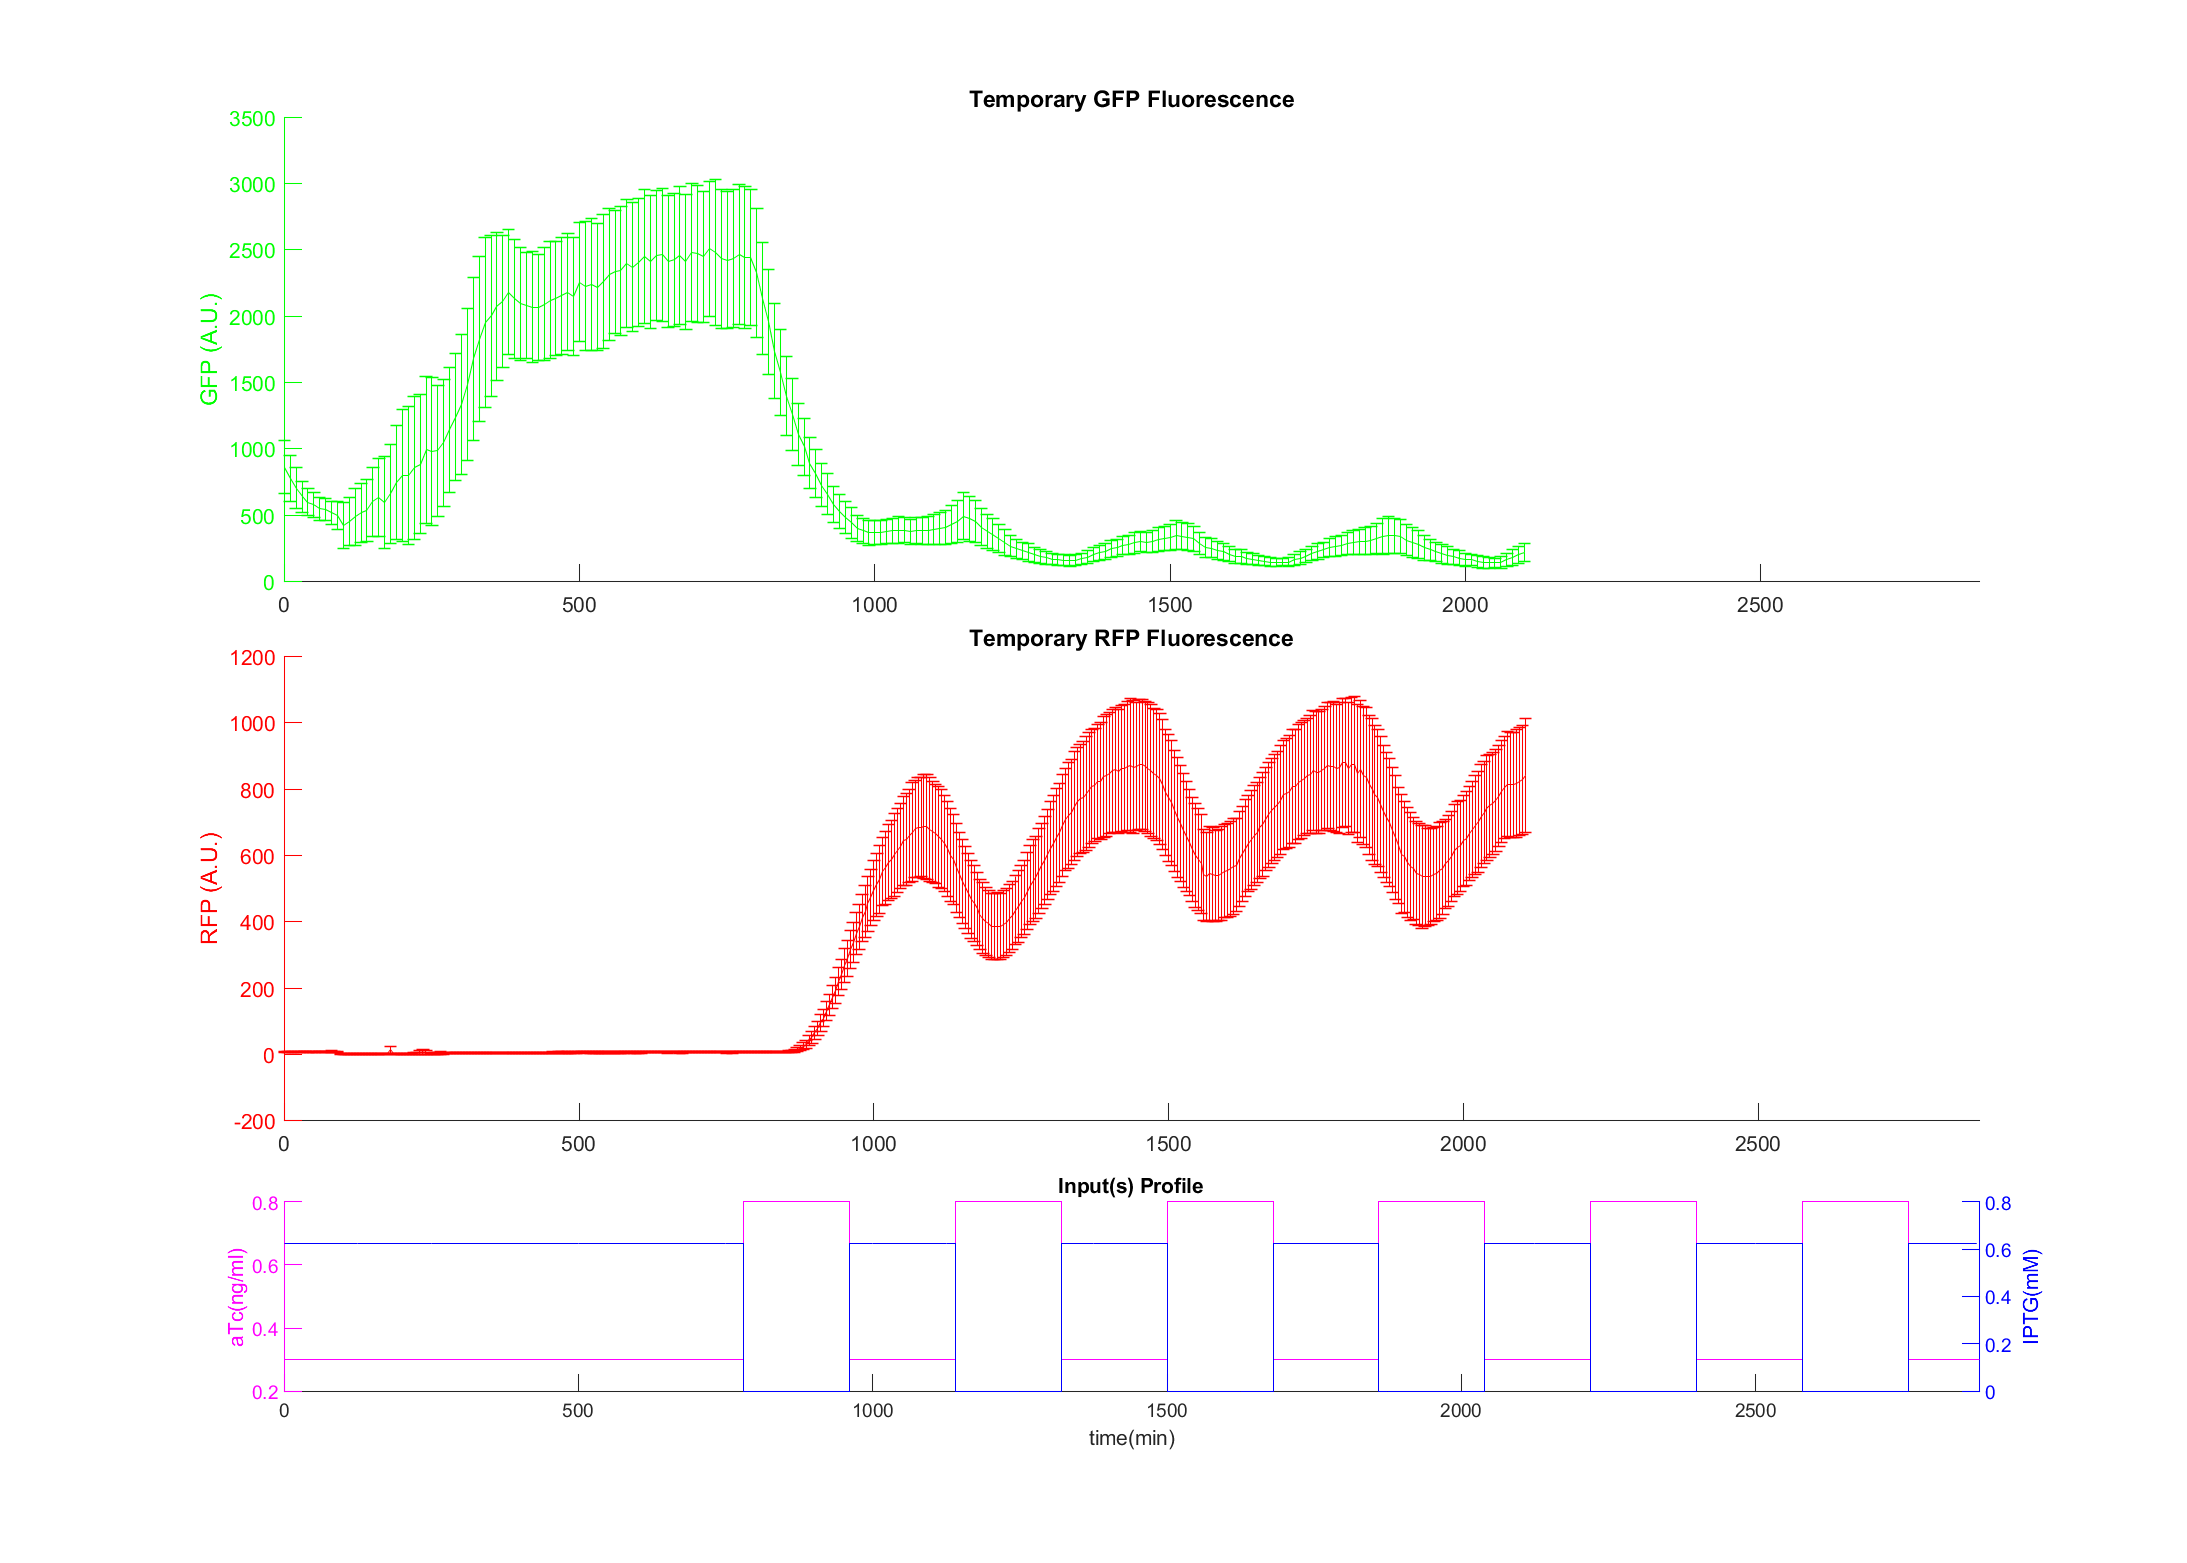 Temporary GFP Fluorescence
GFP (A.U.)
3500
3000
2500
2000
1500
1000
500
0
0 500 1000 1500 2000 2500
Temporary RFP Fluorescence
RFP (A.U.)
1200
1000
800
600
400
200
0
-200
0 500 1000 1500 2000 2500
Input(s) Profile
aTc(ng/ml)
0.8
0.6
0.4
0.2
0.8
0.6
0.4
0.2
0
IPTG(mM)
0 500 1000 1500 2000 2500
time(min)